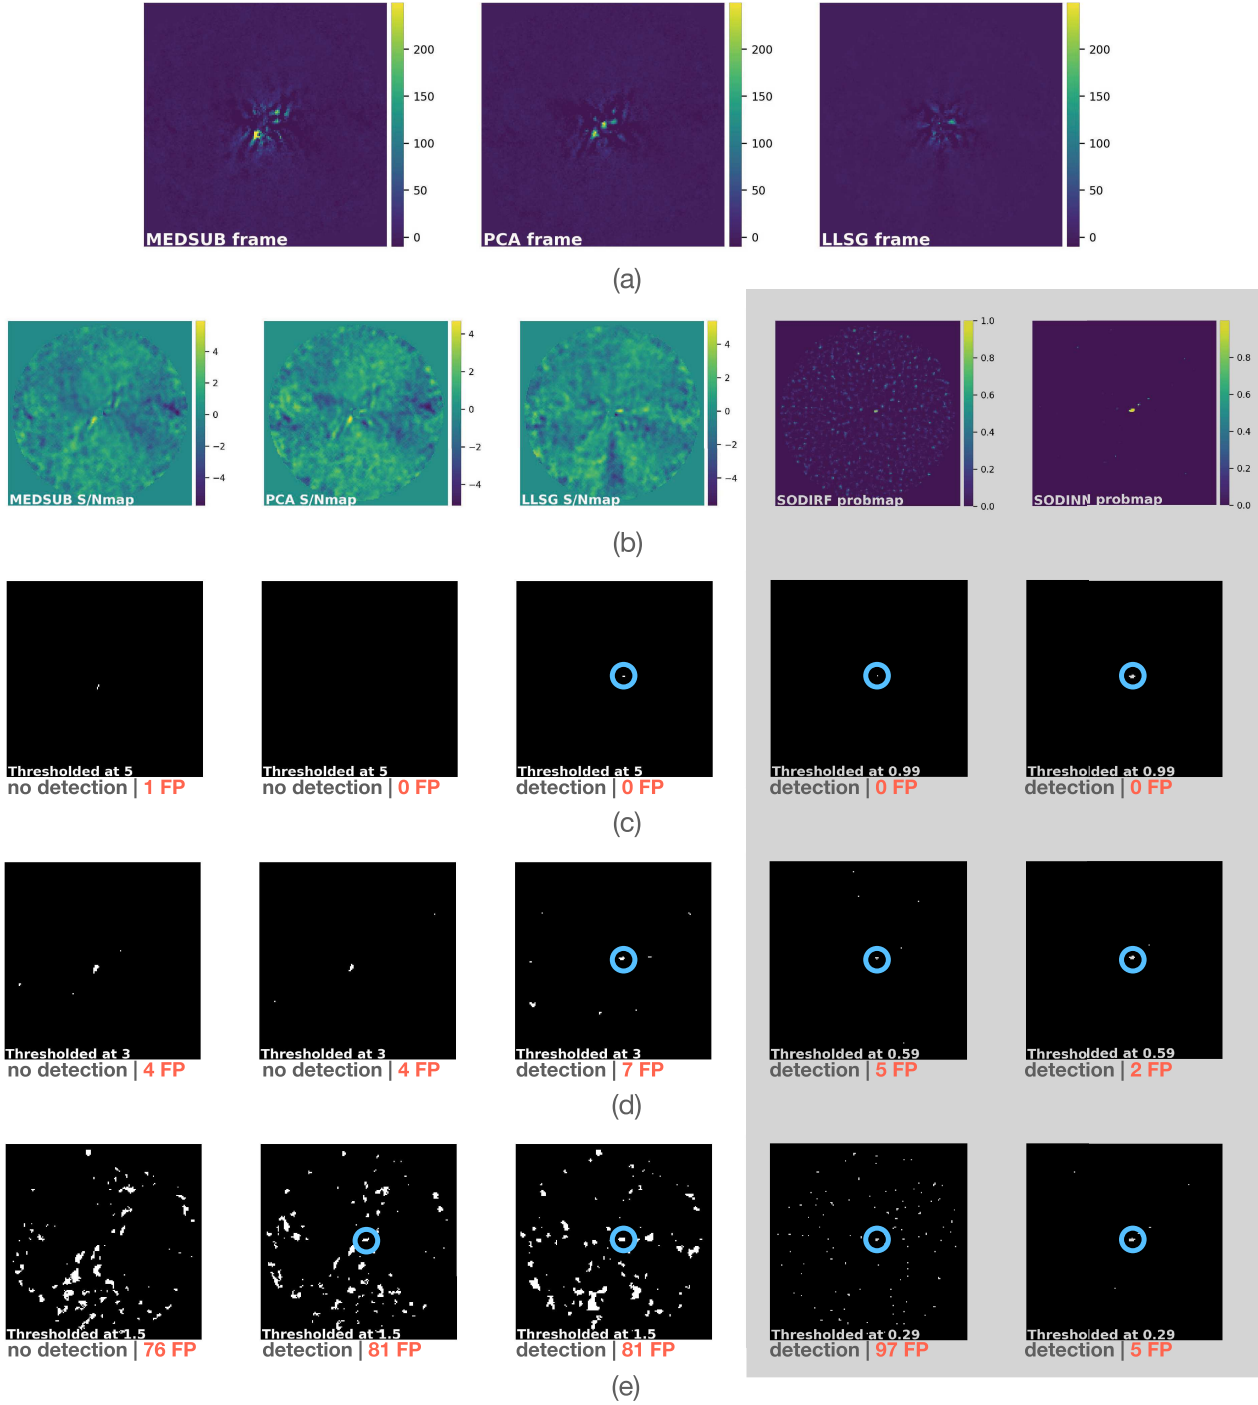 200
150
100
50
0
MEDSUB frame
200
150
100
50
0
PCA frame
200
150
100
50
0
LLSG frame
(a)
4
2
0
−2
−4
MEDSUB S/Nmap
4
2
0
−2
−4
PCA S/Nmap
4
2
0
−2
−4
LLSG S/Nmap
1.0
0.8
0.6
0.4
0.2
0.0
SODIRF probmap
0.8
0.6
0.4
0.2
0.0
SODINN probmap
(b)
Thresholded at 5
no detection | 1 FP
Thresholded at 5
no detection | 0 FP
Thresholded at 5
detection | 0 FP
Thresholded at 0.99
detection | 0 FP
Thresholded at 0.99
detection | 0 FP
(c)
Thresholded at 3
no detection | 4 FP
Thresholded at 3
no detection | 4 FP
Thresholded at 3
detection | 7 FP
Thresholded at 0.59
detection | 5 FP
Thresholded at 0.59
detection | 2 FP
(d)
Thresholded at 1.5
no detection | 76 FP
Thresholded at 1.5
detection | 81 FP
Thresholded at 1.5
detection | 81 FP
Thresholded at 0.29
detection | 97 FP
Thresholded at 0.29
detection | 5 FP
(e)